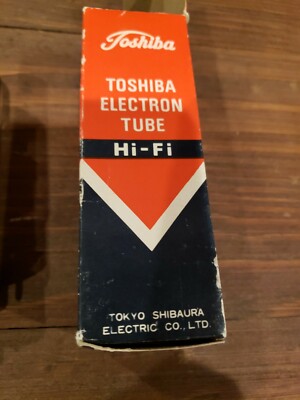 Toshiba
TOSHIBA
ELECTRON
TUBE
Hi-Fi
TOKYO SHIBAURA
ELECTRIC CO., LTD.